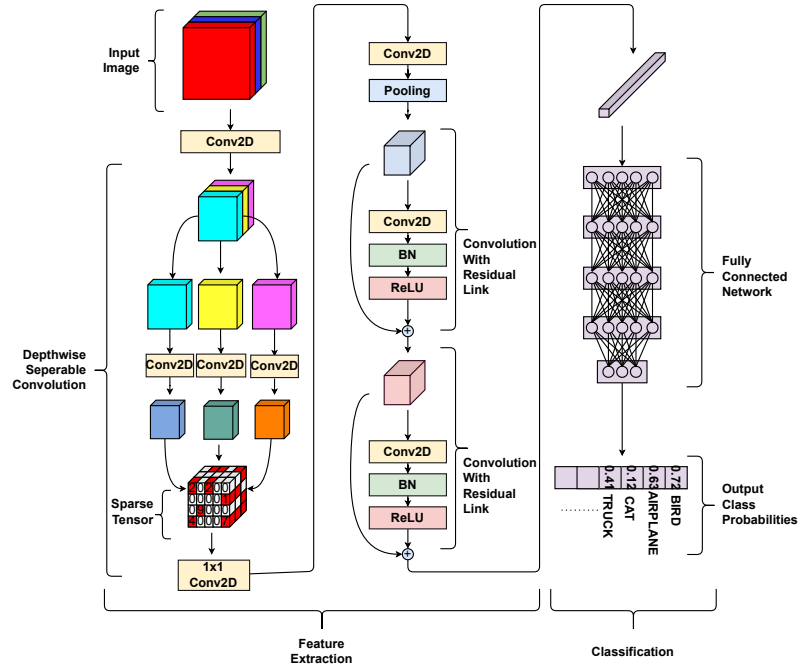 Input
Image
Conv2D
Depthwise
Seperable
Convolution
Conv2D
Conv2D
Conv2D
Sparse
Tensor
1x1
Conv2D
Conv2D
Pooling
Conv2D
BN
ReLU
Convolution
With
Residual
Link
+
Conv2D
BN
ReLU
Convolution
With
Residual
Link
+
Fully
Connected
Network
0.41 TRUCK
0.12 CAT
0.63AIRPLANE
0.72 BIRD
.........
Output
Class
Probabilities
Feature
Extraction
Classification